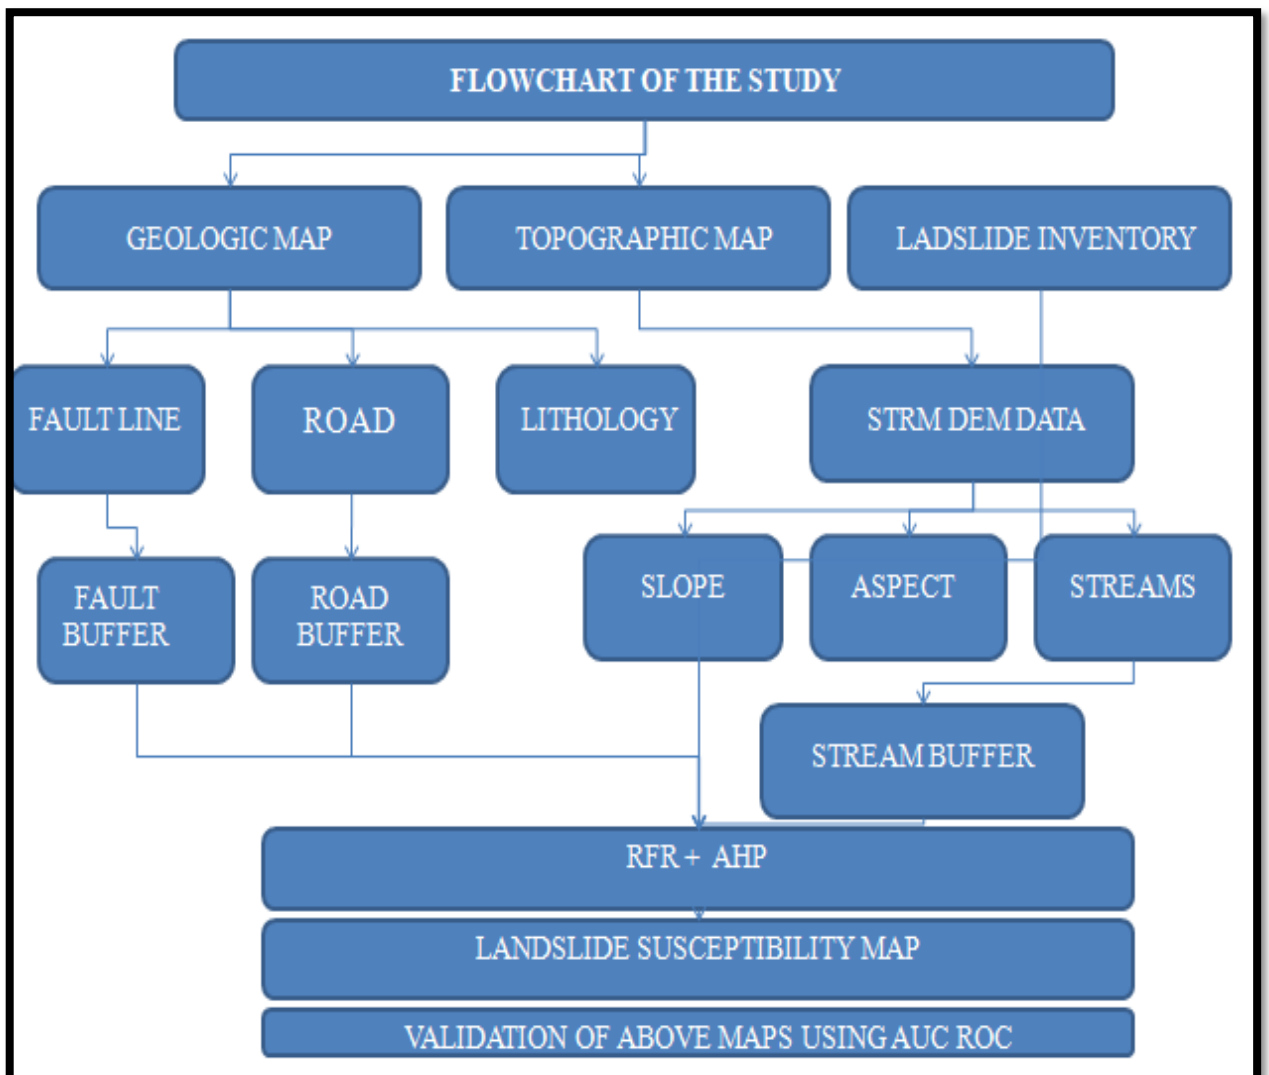 FLOWCHART OF THE STUDY
GEOLOGIC MAP
TOPOGRAPHIC MAP
LADSLIDE INVENTORY
FAULT LINE
ROAD
LITHOLOGY
STRM DEM DATA
FAULT
BUFFER
ROAD
BUFFER
SLOPE
ASPECT
STREAMS
STREAM BUFFER
RFR + AHP
LANDSLIDE SUSCEPTIBILITY MAP
VALIDATION OF ABOVE MAPS USING AUC ROC